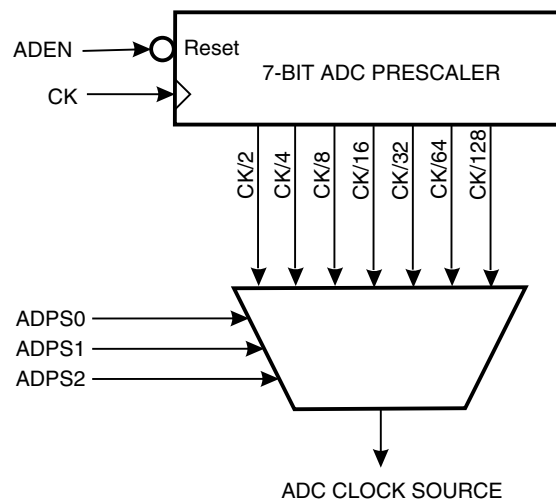 ADEN
Reset
7-BIT ADC PRESCALER
CK
CK/2
CK/4
CK/8
CK/16
CK/32
CK/64
CK/128
ADPS0
ADPS1
ADPS2
ADC CLOCK SOURCE